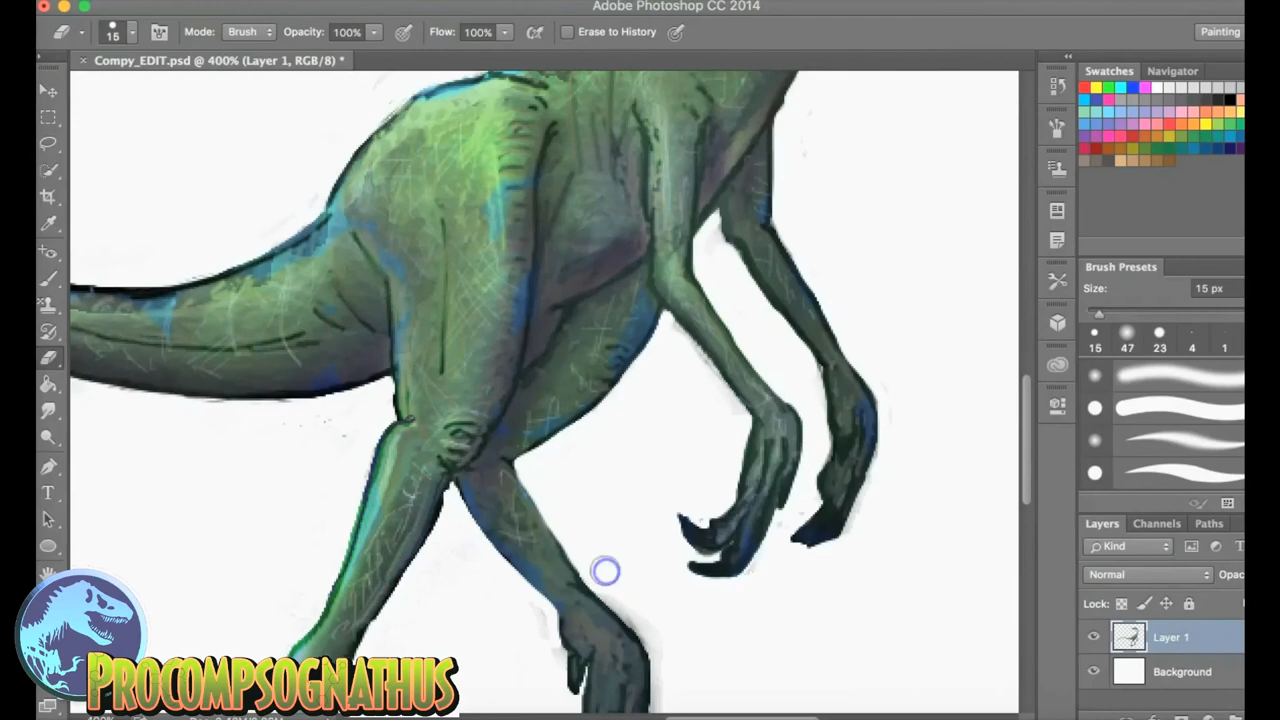 Adobe Photoshop CC 2014
15 Mode: Brush Opacity: 100% Flow: 100% Erase to History Painting
× Compy_EDIT.psd @ 400% (Layer 1, RGB/8) *
Swatches Navigator
Brush Presets
Size: 15 px
15 47 23 4 1
Layers Channels Paths
Kind
Normal Opac
Lock:
Layer 1
Background
PROCOMPSOGNATHUS